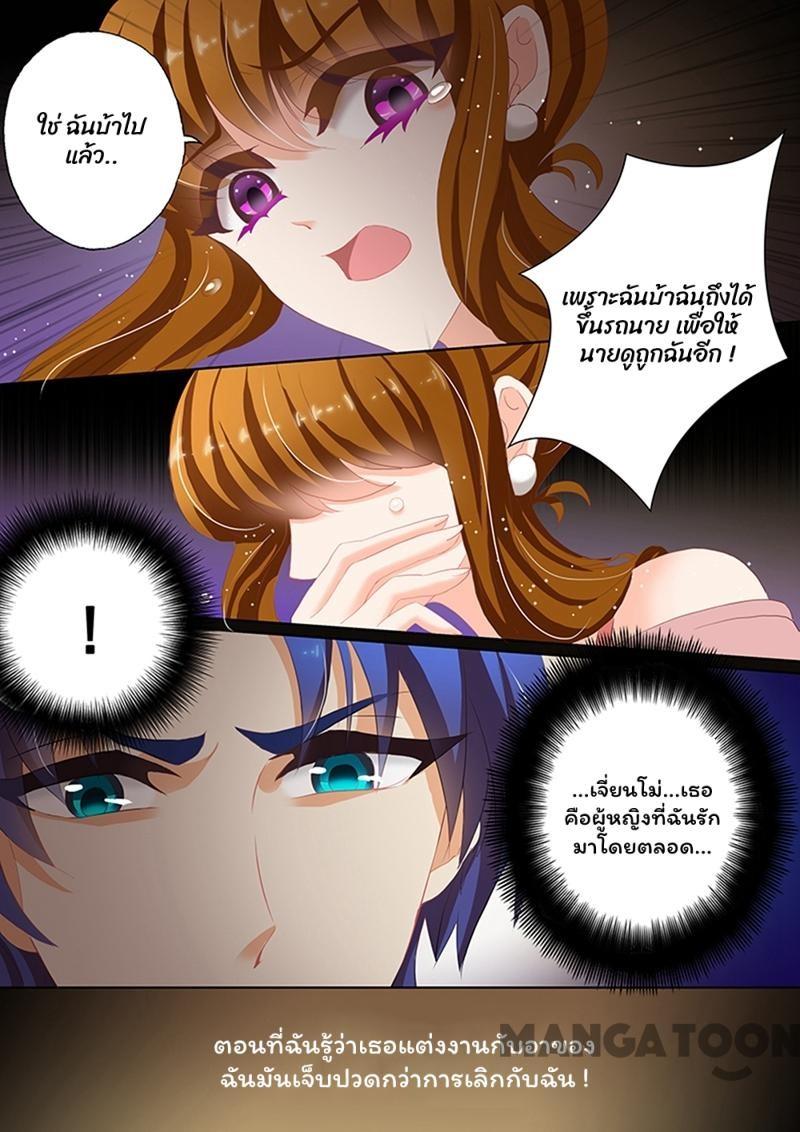 ใช่ ฉันบ้าไป
แล้ว..
เพราะฉันบ้าฉันถึงได้
ขึ้นรถนาย เพื่อให้
นายดูถูกฉันอีก !
!
...เจี่ยนโม่...เธอ
คือผู้หญิงที่ฉันรัก
มาโดยตลอด...
ตอนที่ฉันรู้ว่าเธอแต่งงานกับอาของ
ฉันมันเจ็บปวดกว่าการเลิกกับฉัน !
MANGATOON